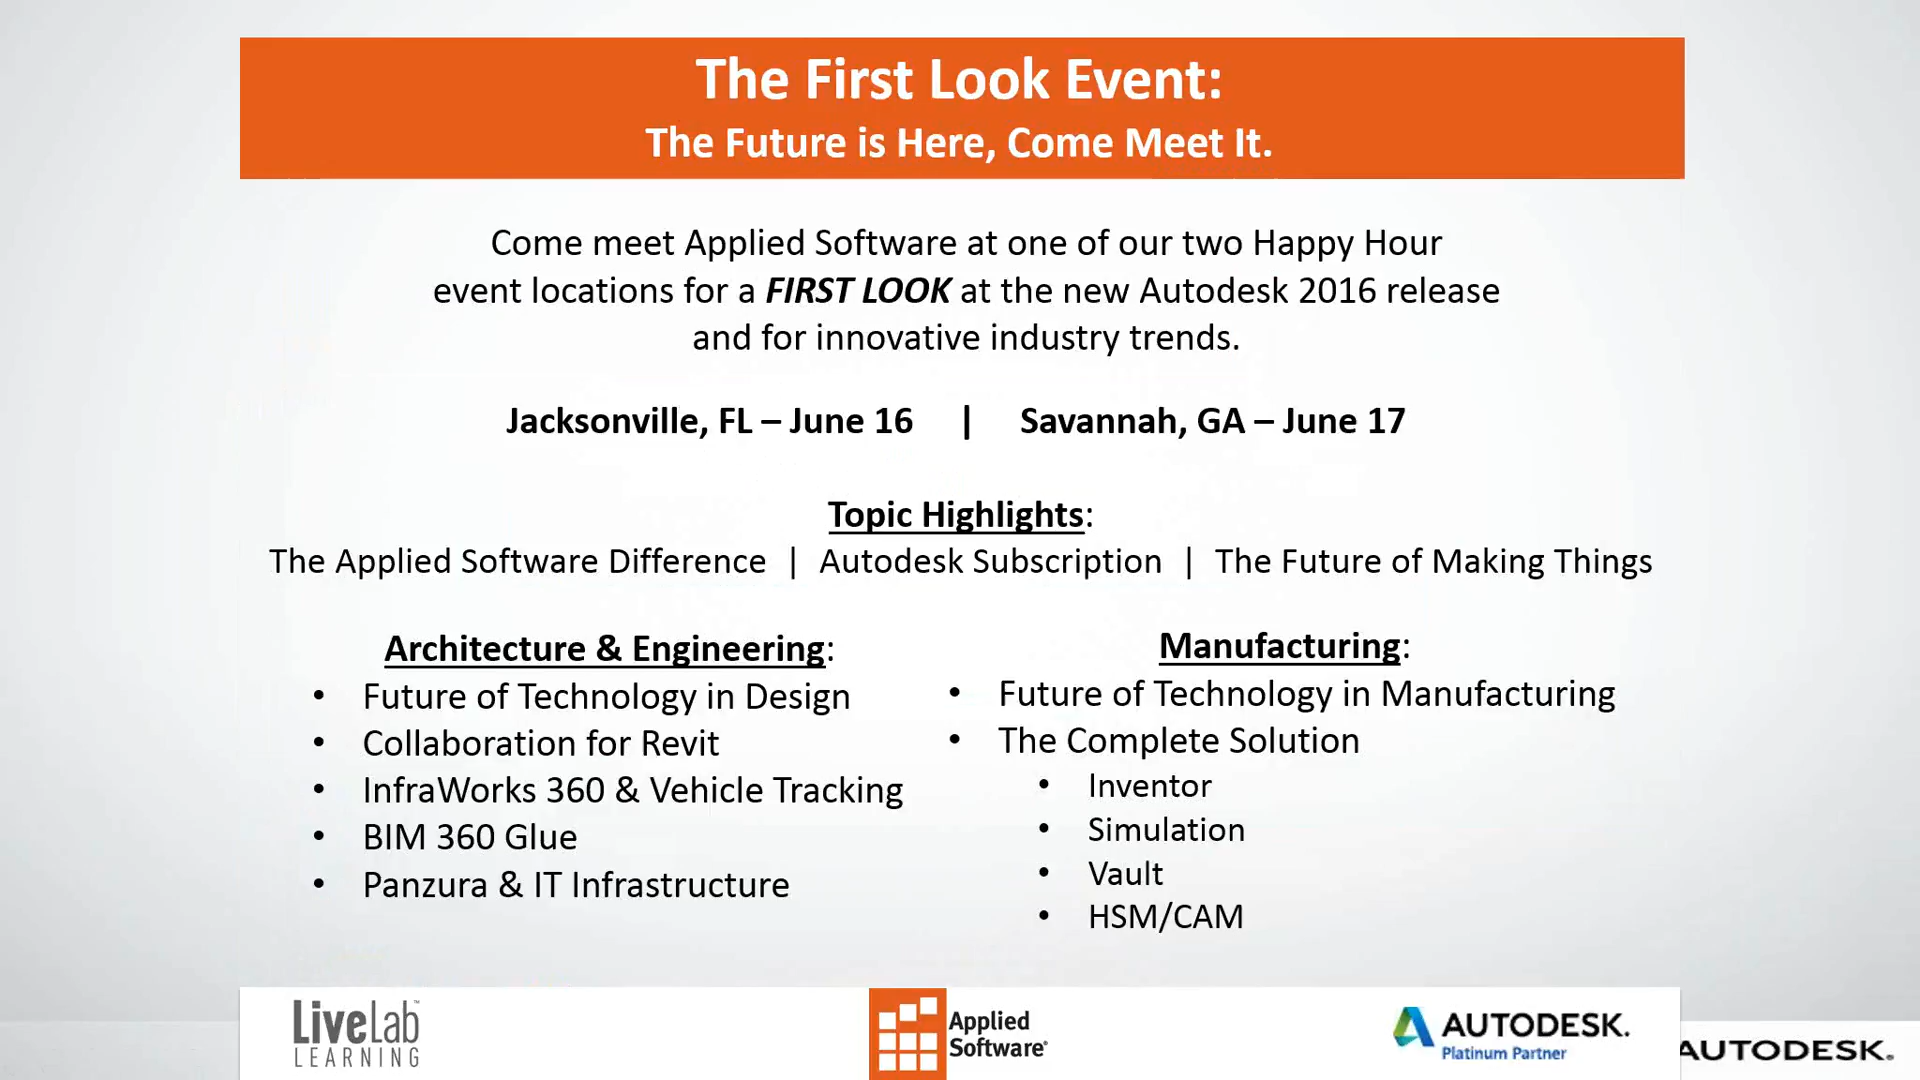 The First Look Event:
The Future is Here, Come Meet It.
Come meet Applied Software at one of our two Happy Hour
event locations for a FIRST LOOK at the new Autodesk 2016 release
and for innovative industry trends.
Jacksonville, FL – June 16 | Savannah, GA – June 17
Topic Highlights:
The Applied Software Difference | Autodesk Subscription | The Future of Making Things
Architecture & Engineering:
• Future of Technology in Design
• Collaboration for Revit
• InfraWorks 360 & Vehicle Tracking
• BIM 360 Glue
• Panzura & IT Infrastructure
Manufacturing:
• Future of Technology in Manufacturing
• The Complete Solution
• Inventor
• Simulation
• Vault
• HSM/CAM
LiveLab™
LEARNING
Applied
Software®
AUTODESK.
Platinum Partner
AUTODESK.